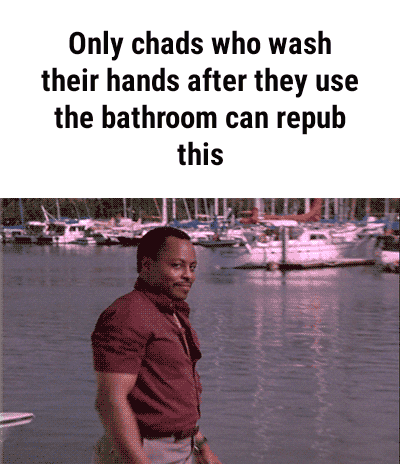 Only chads who wash
their hands after they use
the bathroom can repub
this